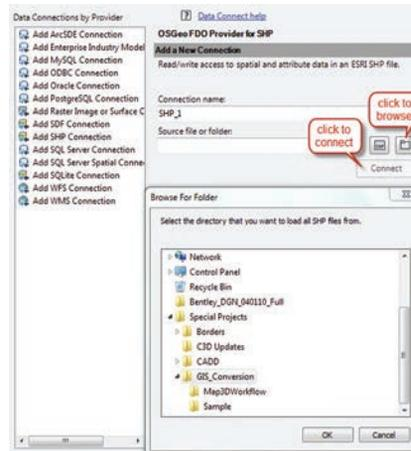 Data Connections by Provider
Add ArcSDE Connection
Add Enterprise Industry Model
Add MySQL Connection
Add ODBC Connection
Add Oracle Connection
Add PostgreSQL Connection
Add Raster Image or Surface C
Add SDF Connection
Add SHP Connection
Add SQL Server Connection
Add SQL Server Spatial Conne
Add SQLite Connection
Add WFS Connection
Add WMS Connection
Data Connect help
OSGeo FDO Provider for SHP
Add a New Connection
Read/write access to spatial and attribute data in an ESRI SHP file.
Connection name:
SHP_1
click to
browse
Source file or folder:
click to
connect
Connect
Browse For Folder
Select the directory that you want to load all SHP files from.
Network
Control Panel
Recycle Bin
Bentley_DGN_040110_Full
Special Projects
Borders
C3D Updates
CADD
GIS_Conversion
Map3DWorkflow
Sample
OK
Cancel